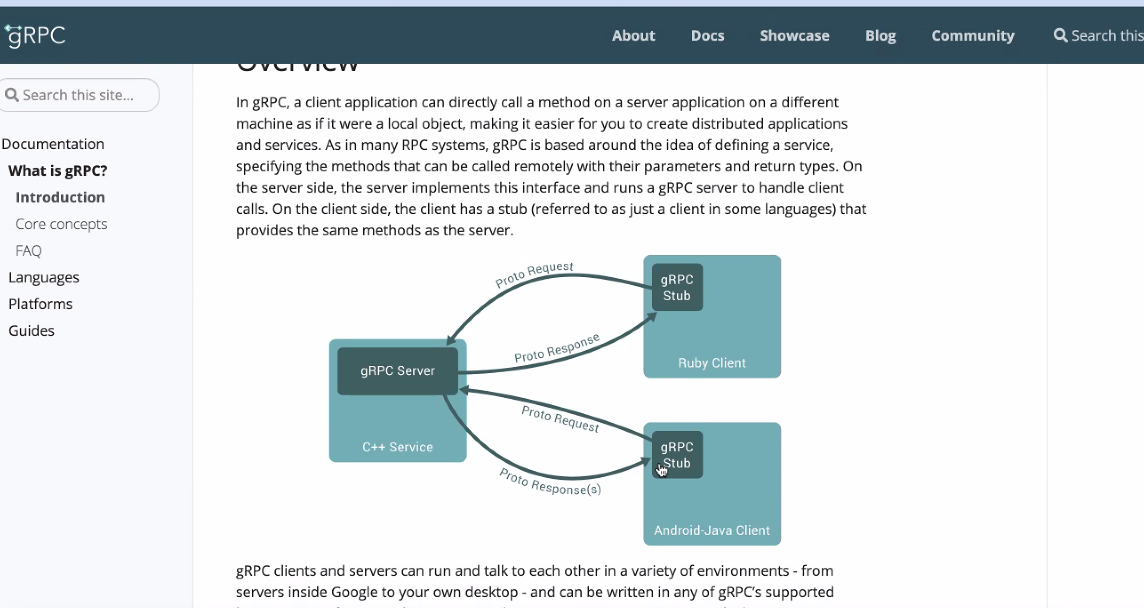 gRPC
About
Docs
Showcase
Blog
Community
Search this
Search this site...
Documentation
What is gRPC?
Introduction
Core concepts
FAQ
Languages
Platforms
Guides
Overview
In gRPC, a client application can directly call a method on a server application on a different
machine as if it were a local object, making it easier for you to create distributed applications
and services. As in many RPC systems, gRPC is based around the idea of defining a service,
specifying the methods that can be called remotely with their parameters and return types. On
the server side, the server implements this interface and runs a gRPC server to handle client
calls. On the client side, the client has a stub (referred to as just a client in some languages) that
provides the same methods as the server.
Proto Request
gRPC
Stub
Proto Response
Ruby Client
gRPC Server
C++ Service
Proto Request
gRPC
Stub
Proto Response(s)
Android-Java Client
gRPC clients and servers can run and talk to each other in a variety of environments - from
servers inside Google to your own desktop - and can be written in any of gRPC’s supported